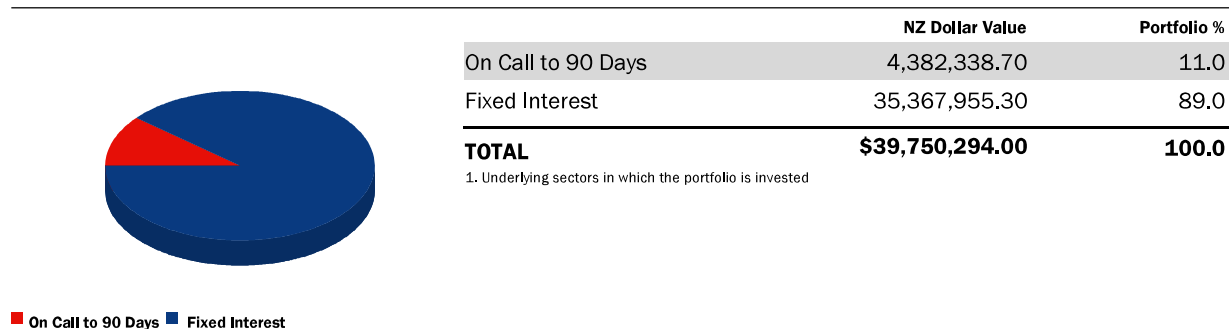 NZ Dollar Value Portfolio %
On Call to 90 Days 4,382,338.70 11.0
Fixed Interest 35,367,955.30 89.0
TOTAL $39,750,294.00 100.0
1. Underlying sectors in which the portfolio is invested
On Call to 90 Days Fixed Interest